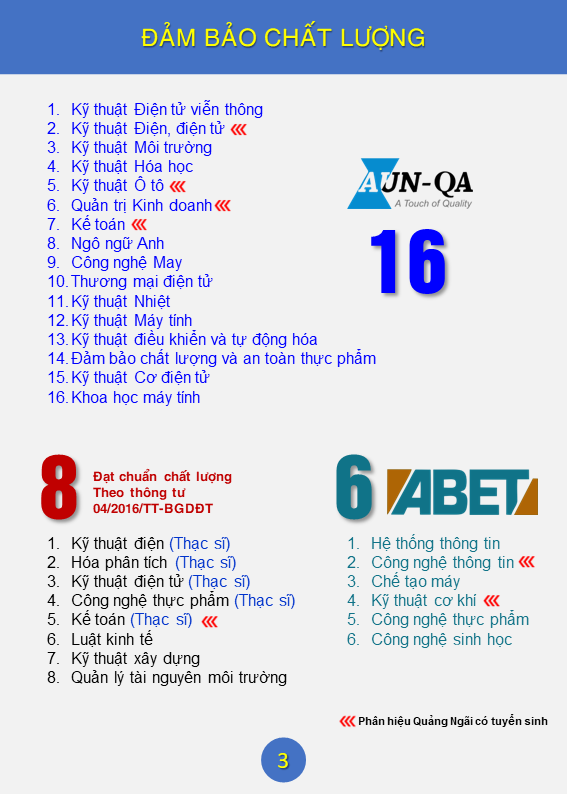 ĐẢM BẢO CHẤT LƯỢNG
1. Kỹ thuật Điện tử viễn thông
2. Kỹ thuật Điện, điện tử
3. Kỹ thuật Môi trường
4. Kỹ thuật Hóa học
5. Kỹ thuật Ô tô
6. Quản trị Kinh doanh
7. Kế toán
8. Ngô ngữ Anh
9. Công nghệ May
10. Thương mại điện tử
11. Kỹ thuật Nhiệt
12. Kỹ thuật Máy tính
13. Kỹ thuật điều khiển và tự động hóa
14. Đảm bảo chất lượng và an toàn thực phẩm
15. Kỹ thuật Cơ điện tử
16. Khoa học máy tính
AUN-QA
A Touch of Quality
16
8
Đạt chuẩn chất lượng
Theo thông tư
04/2016/TT-BGDĐT
1. Kỹ thuật điện (Thạc sĩ)
2. Hóa phân tích (Thạc sĩ)
3. Kỹ thuật điện tử (Thạc sĩ)
4. Công nghệ thực phẩm (Thạc sĩ)
5. Kế toán (Thạc sĩ)
6. Luật kinh tế
7. Kỹ thuật xây dựng
8. Quản lý tài nguyên môi trường
6 ABET
1. Hệ thống thông tin
2. Công nghệ thông tin
3. Chế tạo máy
4. Kỹ thuật cơ khí
5. Công nghệ thực phẩm
6. Công nghệ sinh học
Phân hiệu Quảng Ngãi có tuyển sinh
3